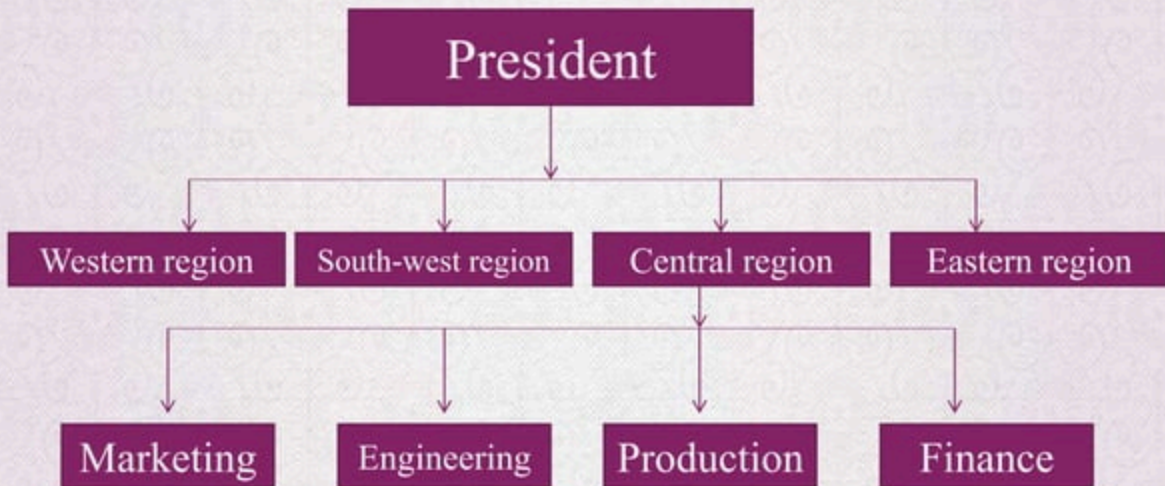 President
Western region
South-west region
Central region
Eastern region
Marketing
Engineering
Production
Finance